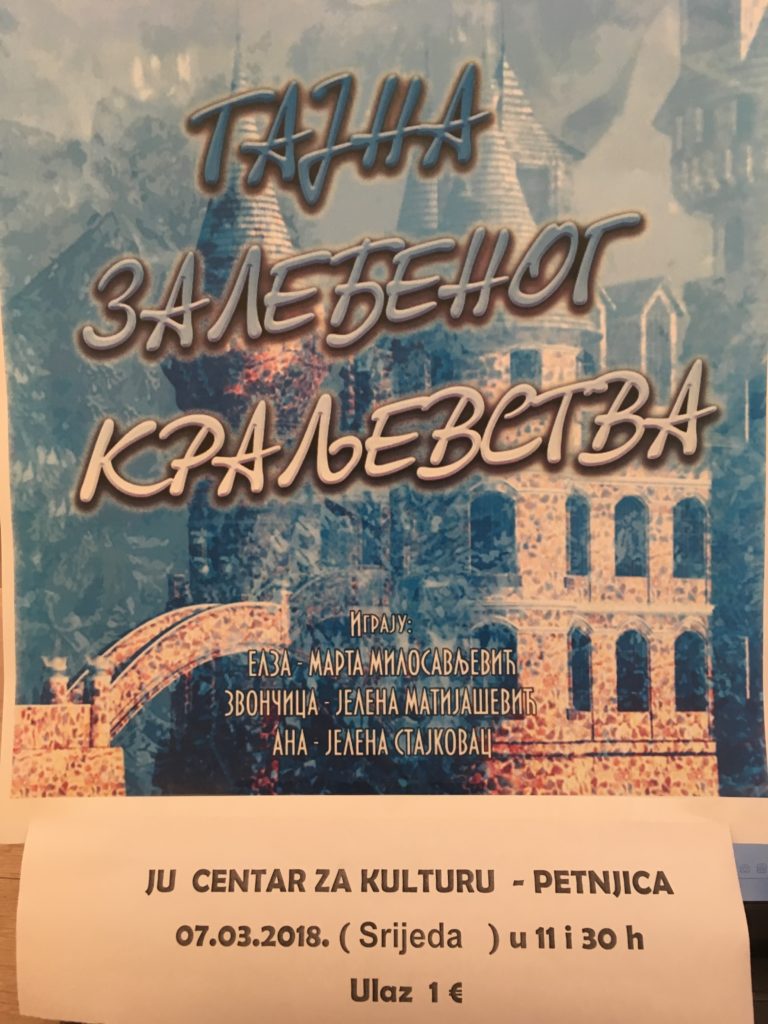 ТАЈНА
ЗАЛЕЂЕНОГ
КРАЉЕВСТВА
Играју:
ЕЛЗА - МАРТА МИЛОСАВЉЕВИЋ
ЗВОНЧИЦА - ЈЕЛЕНА МАТИЈАШЕВИЋ
АНА - ЈЕЛЕНА СТАЈКОВАЦ
JU CENTAR ZA KULTURU - PETNJICA
07.03.2018. ( Srijeda ) u 11 i 30 h
Ulaz 1 €